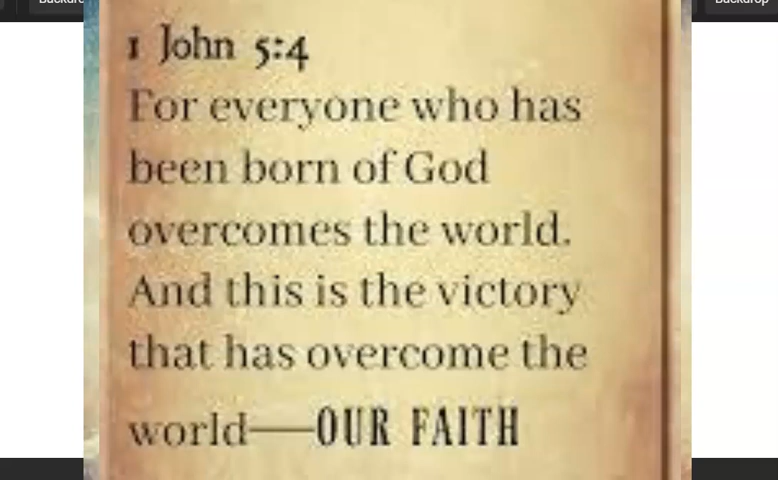 1 John 5:4
For everyone who has
been born of God
overcomes the world.
And this is the victory
that has overcome the
world—OUR FAITH